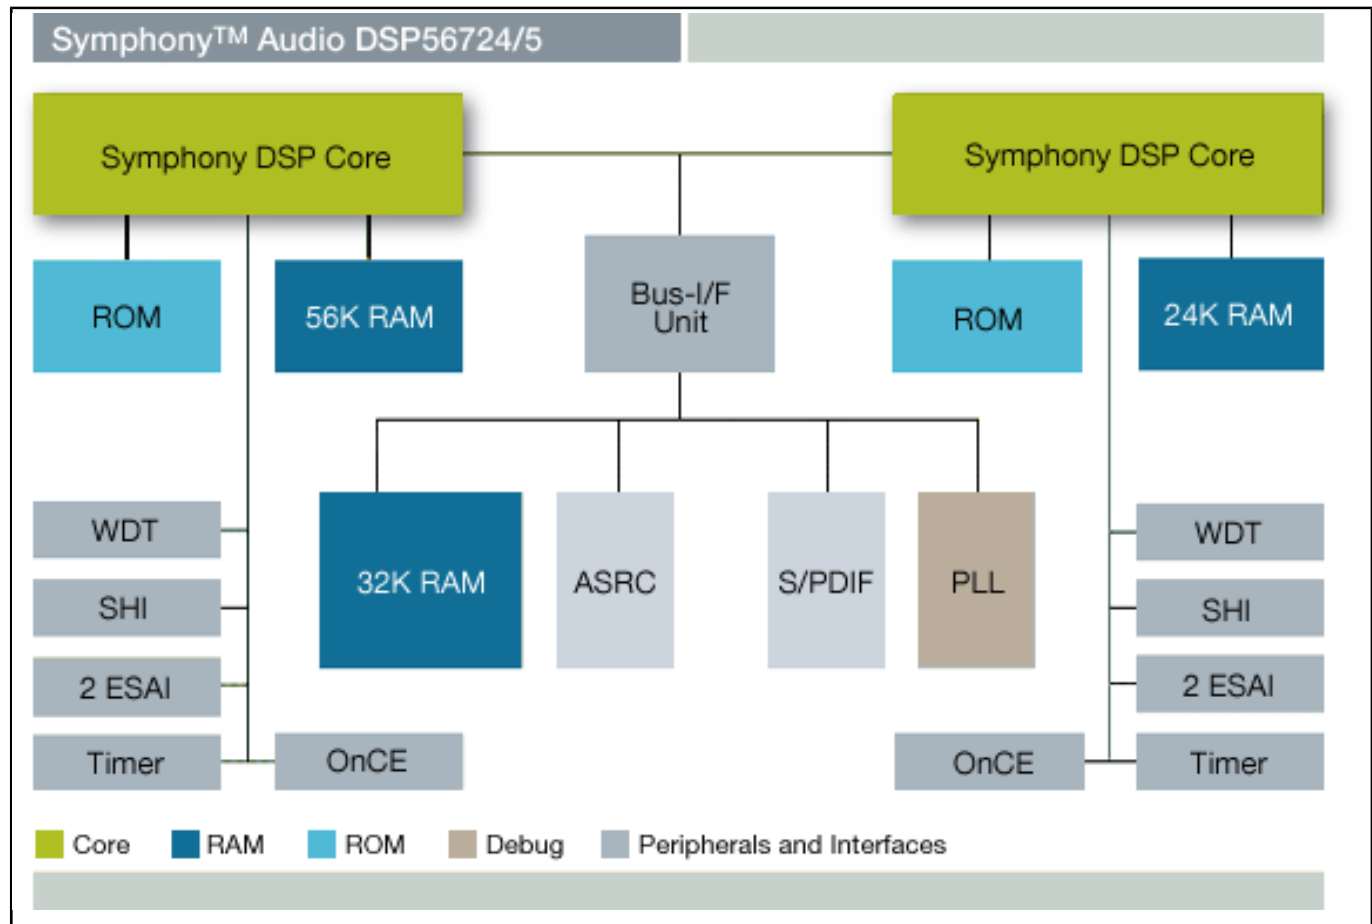 Symphony™ Audio DSP56724/5
Symphony DSP Core
Symphony DSP Core
ROM
56K RAM
Bus-I/F
Unit
ROM
24K RAM
WDT
SHI
2 ESAI
Timer
OnCE
32K RAM
ASRC
S/PDIF
PLL
WDT
SHI
2 ESAI
OnCE
Timer
Core
RAM
ROM
Debug
Peripherals and Interfaces